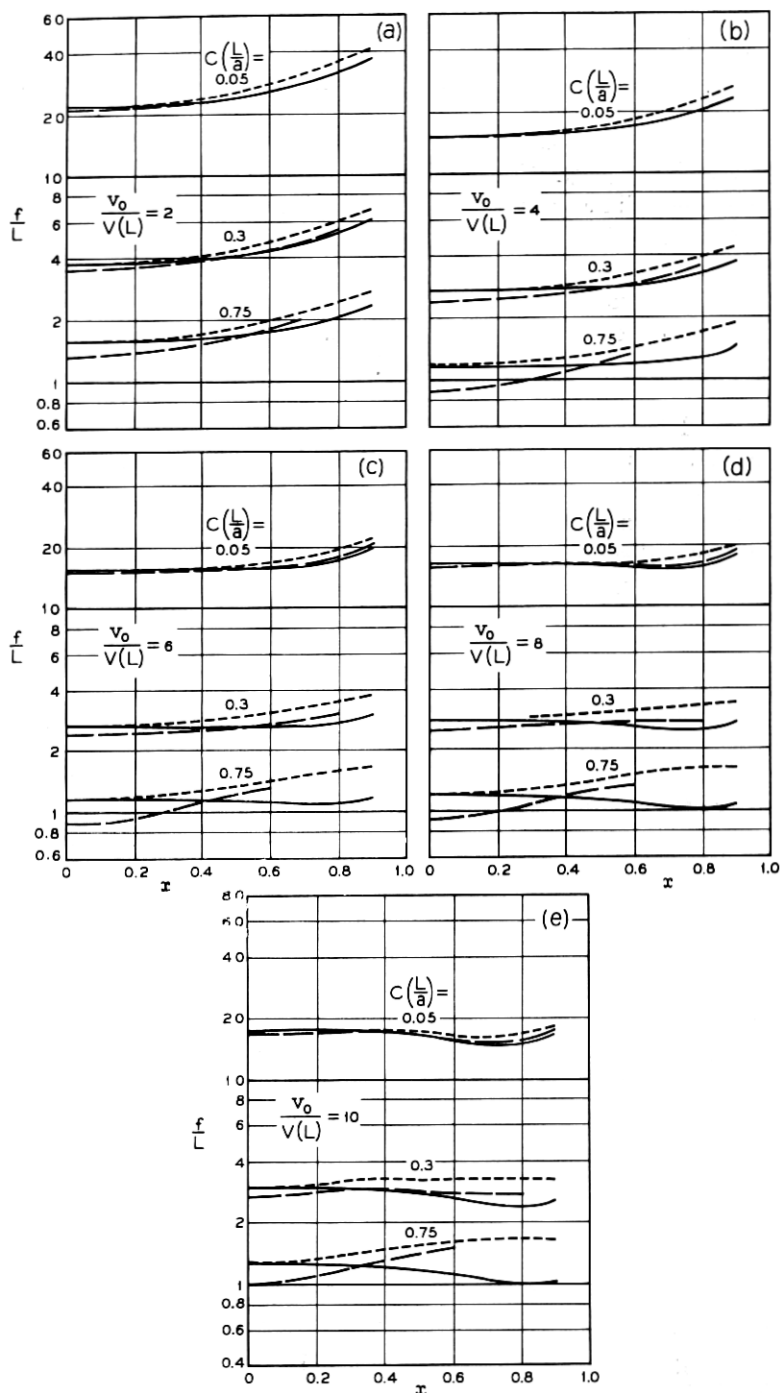 (a)
60
40
20
10
8
6
4
2
1
0.8
0.6
f/L
C(L/a)=
0.05
V₀/V(L) = 2
0.3
0.75
(b)
C(L/a)=
0.05
V₀/V(L) = 4
0.3
0.75
(c)
60
40
20
10
8
6
4
2
1
0.8
0.6
f/L
C(L/a)=
0.05
V₀/V(L) = 6
0.3
0.75
0 0.2 0.4 0.6 0.8 1.0
x
(d)
C(L/a)=
0.05
V₀/V(L) = 8
0.3
0.75
0 0.2 0.4 0.6 0.8 1.0
x
(e)
80
60
40
20
10
8
6
4
2
1
0.8
0.6
0.4
f/L
C(L/a)=
0.05
V₀/V(L) = 10
0.3
0.75
0 0.2 0.4 0.6 0.8 1.0
x